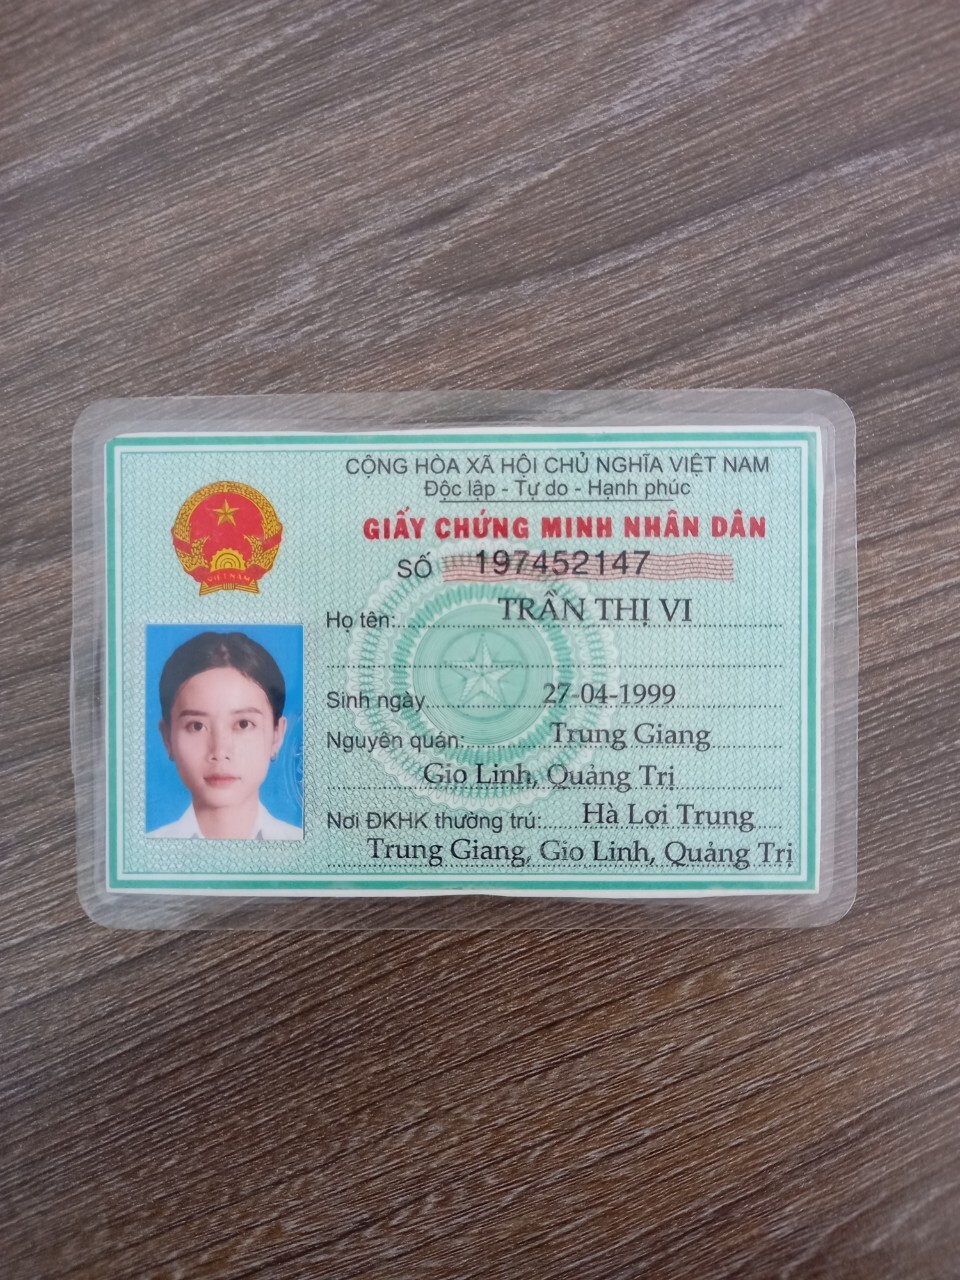 CỘNG HÒA XÃ HỘI CHỦ NGHĨA VIỆT NAM
Độc lập - Tự do - Hạnh phúc
GIẤY CHỨNG MINH NHÂN DÂN
SỐ 197452147
Họ tên: TRẦN THỊ VI
Sinh ngày 27-04-1999
Nguyên quán: Trung Giang
Gio Linh, Quảng Trị
Nơi ĐKHK thường trú: Hà Lợi Trung
Trung Giang, Gio Linh, Quảng Trị
VIỆT NAM